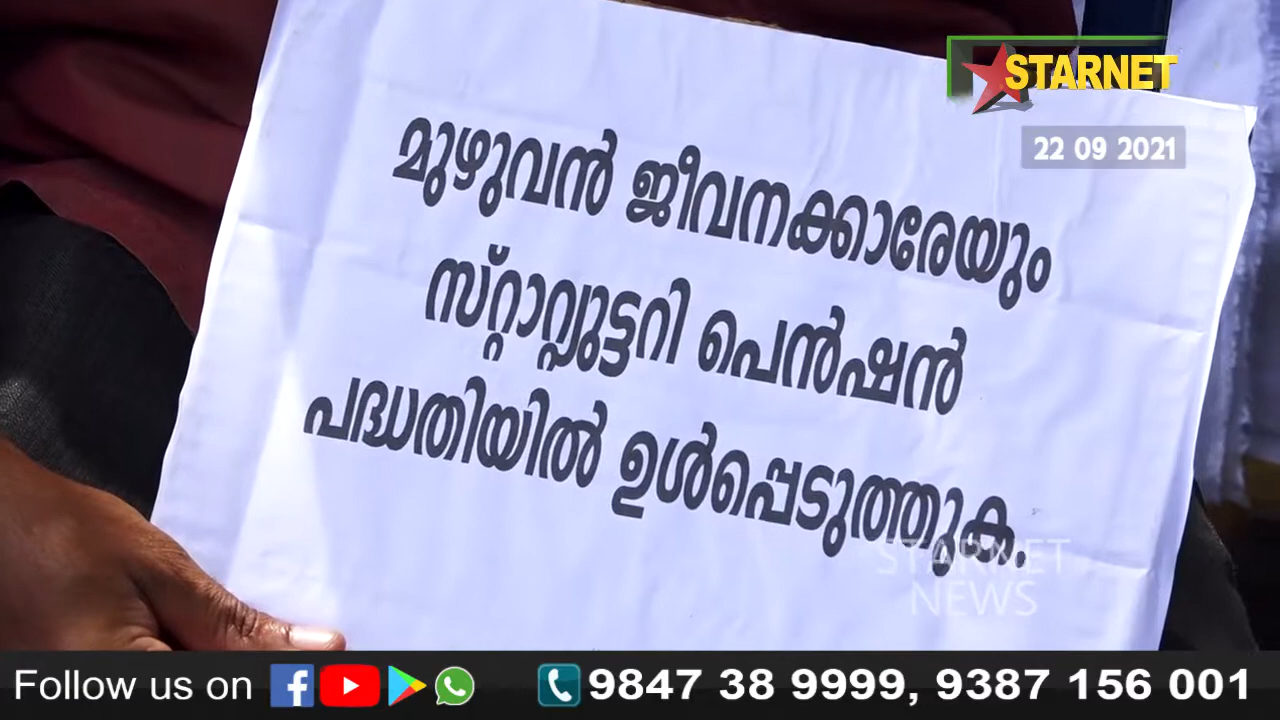 STARNET
22 09 2021
മുഴുവൻ ജീവനക്കാരേയും
സ്റ്റാറ്റ്യുട്ടറി പെൻഷൻ
പദ്ധതിയിൽ ഉൾപ്പെടുത്തുക.
STARNET
NEWS
Follow us on 9847 38 9999, 9387 156 001